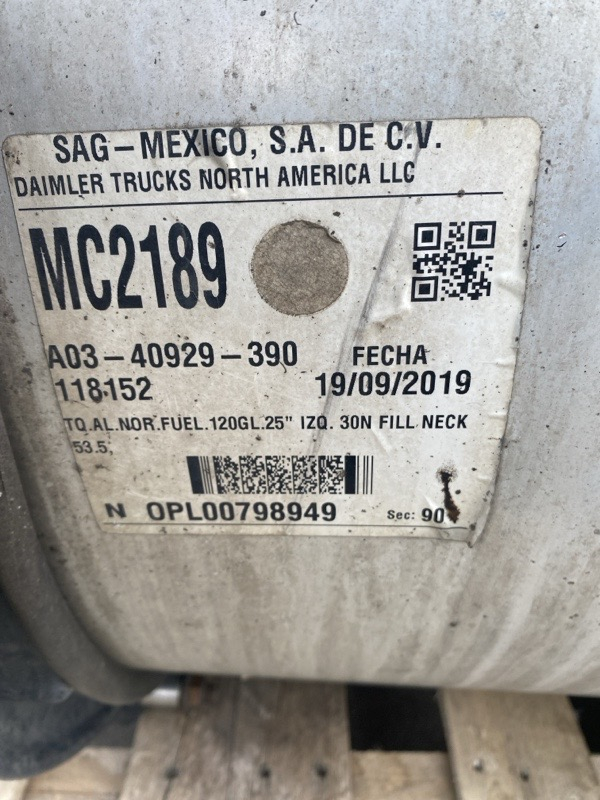 SAG-MEXICO, S.A. DE C.V.
DAIMLER TRUCKS NORTH AMERICA LLC
MC2189
A03-40929-390 FECHA
118152 19/09/2019
TQ.AL.NOR.FUEL.120GL.25" IZQ. 30N FILL NECK
53.5,
N OPL00798949 Sec: 90